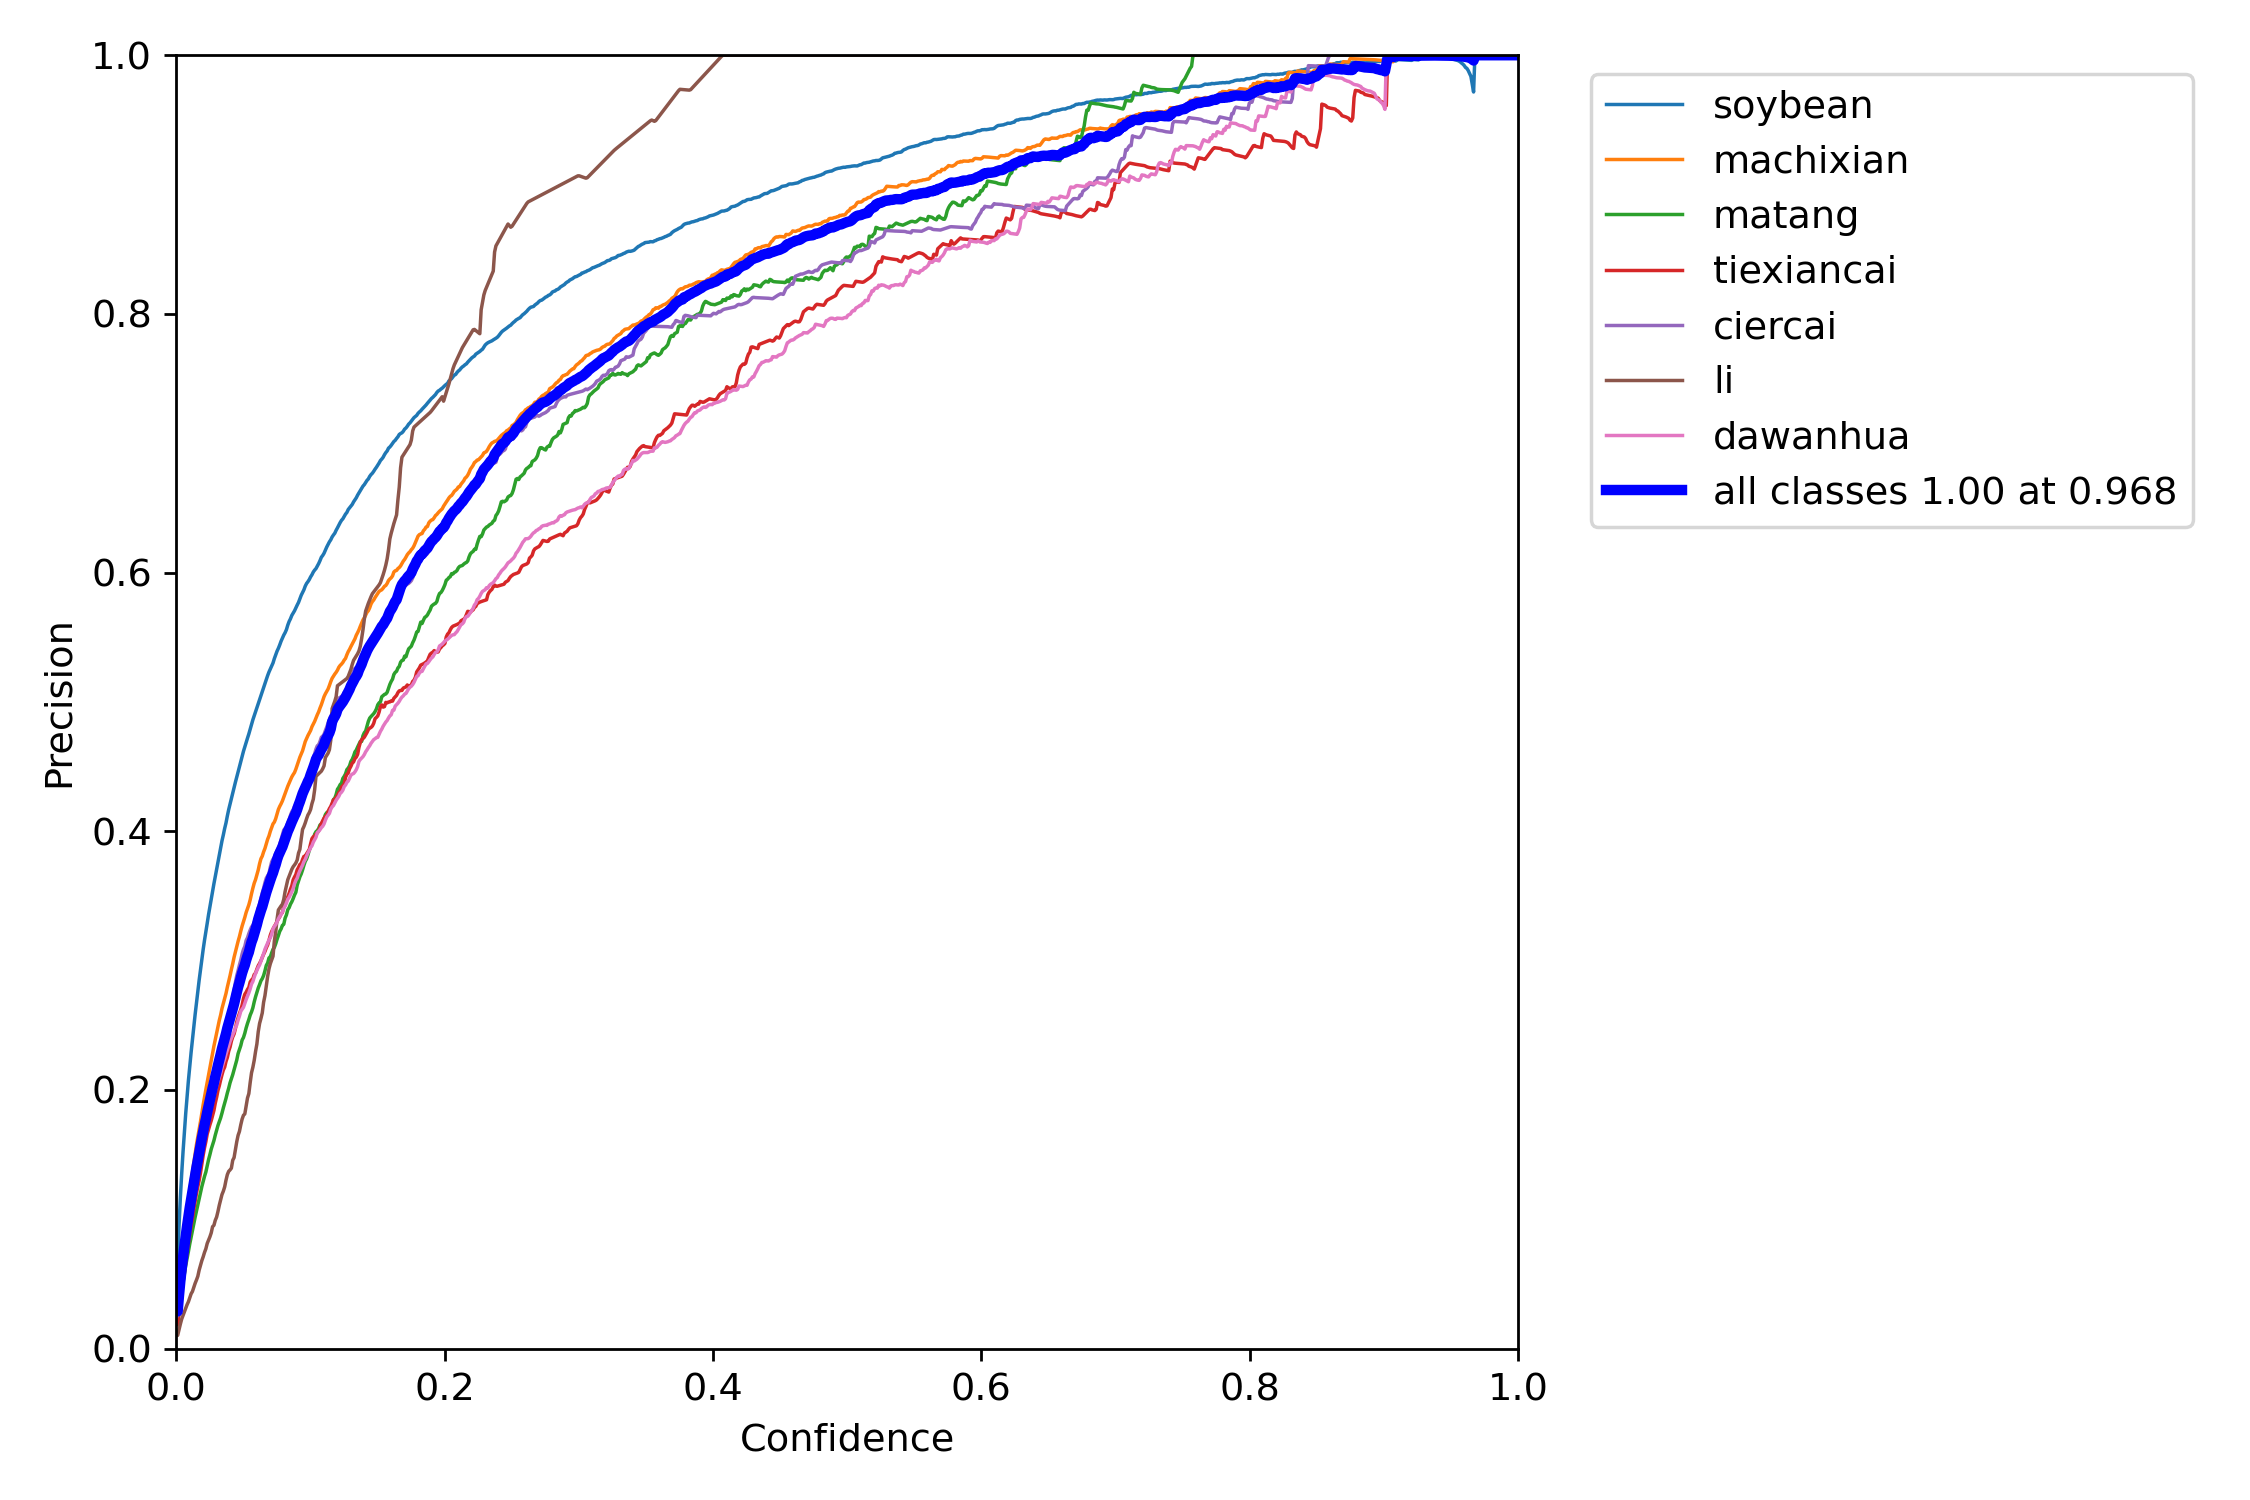 1.0
0.8
0.6
0.4
0.2
0.0
Precision
0.0 0.2 0.4 0.6 0.8 1.0
Confidence
soybean
machixian
matang
tiexiancai
ciercai
li
dawanhua
all classes 1.00 at 0.968